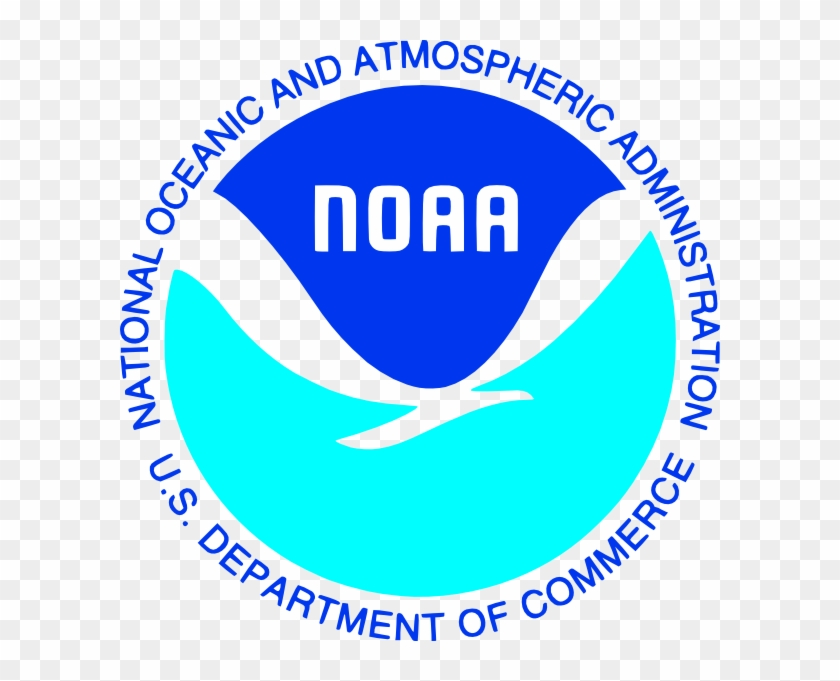 NATIONAL OCEANIC AND ATMOSPHERIC ADMINISTRATION
NOAA
U.S. DEPARTMENT OF COMMERCE